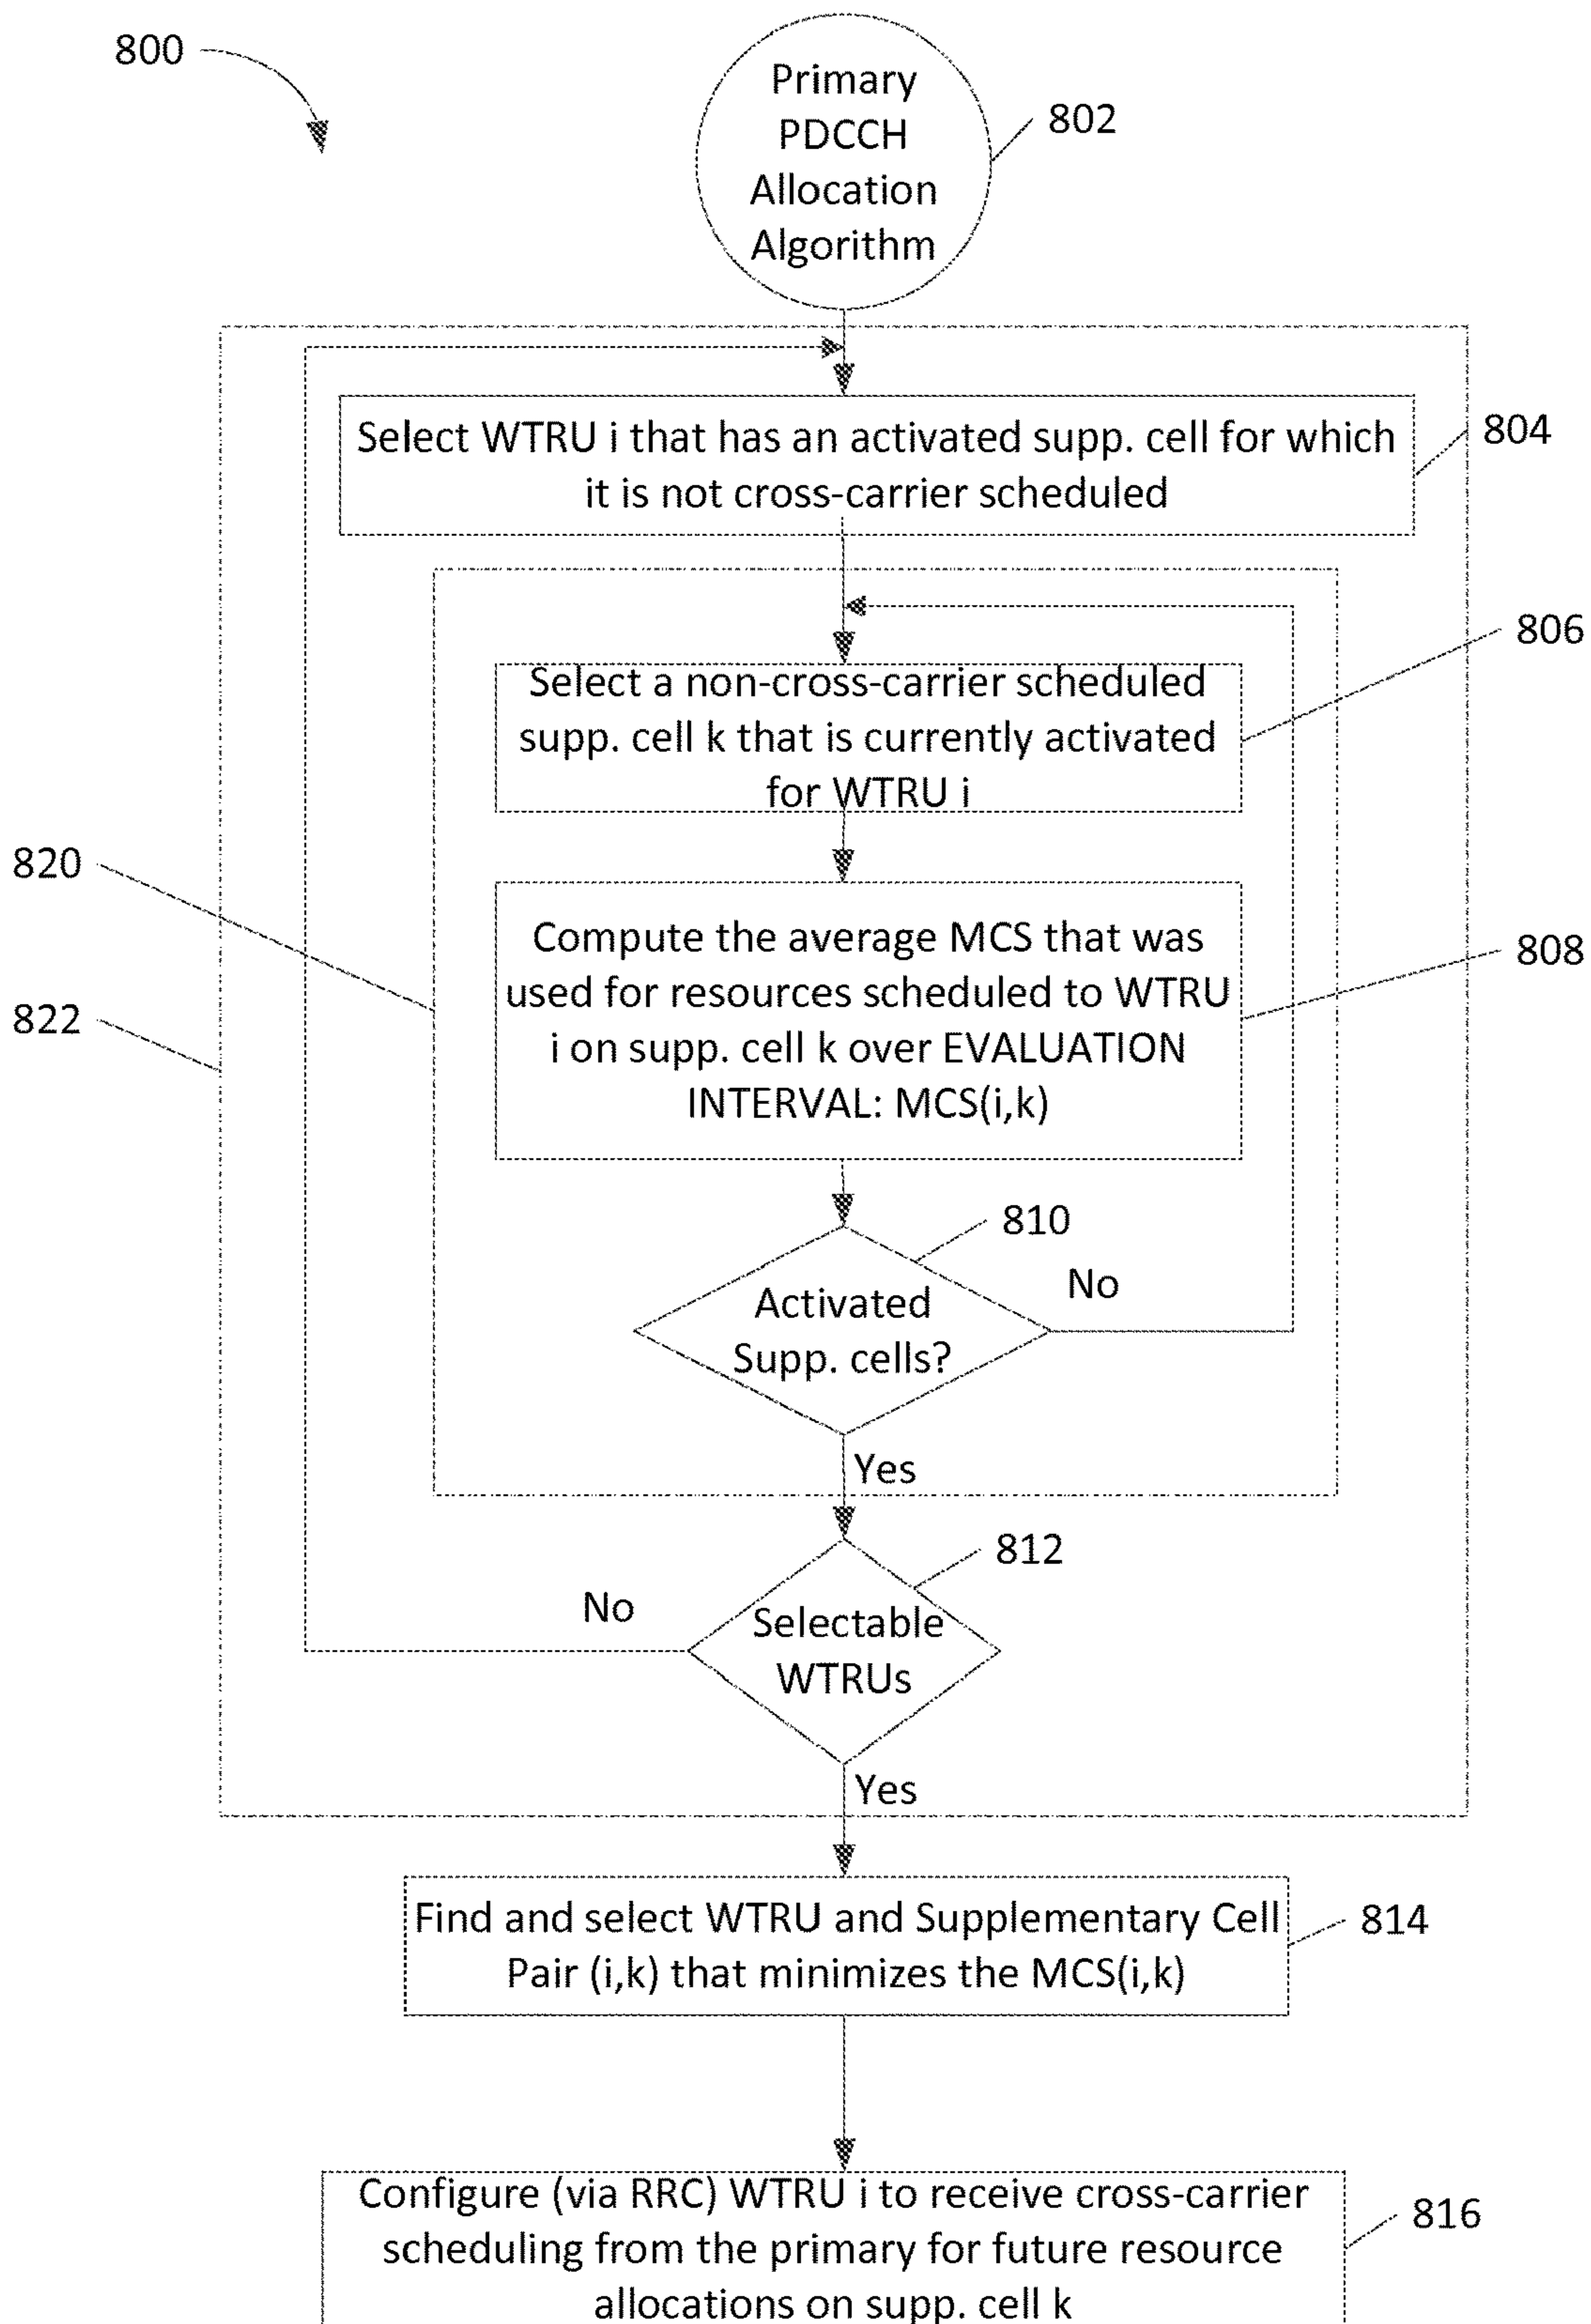 800
Primary
PDCCH
Allocation
Algorithm
802
Select WTRU i that has an activated supp. cell for which
it is not cross-carrier scheduled
804
Select a non-cross-carrier scheduled
supp. cell k that is currently activated
for WTRU i
806
820
Compute the average MCS that was
used for resources scheduled to WTRU
i on supp. cell k over EVALUATION
INTERVAL: MCS(i,k)
808
822
810
Activated
Supp. cells?
No
Yes
812
Selectable
WTRUs
No
Yes
Find and select WTRU and Supplementary Cell
Pair (i,k) that minimizes the MCS(i,k)
814
Configure (via RRC) WTRU i to receive cross-carrier
scheduling from the primary for future resource
allocations on supp. cell k
816